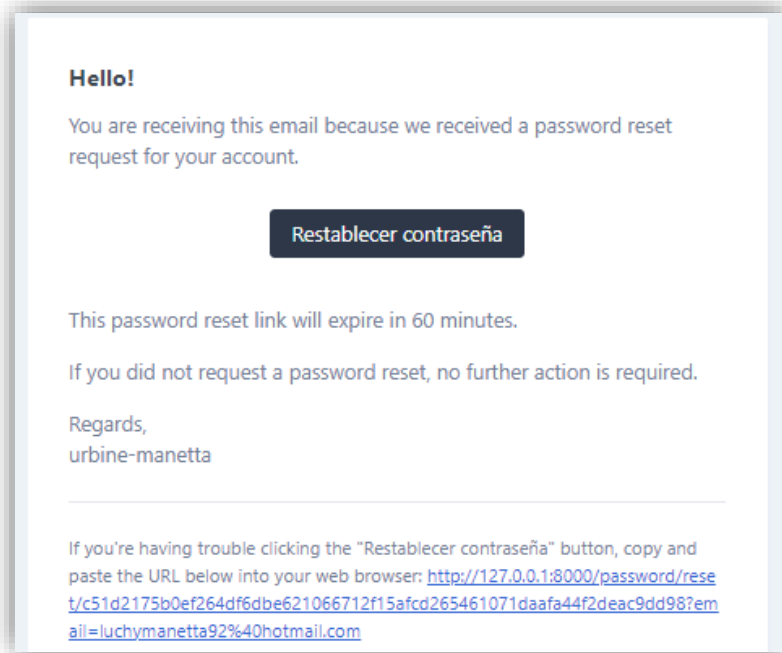 Hello!
You are receiving this email because we received a password reset
request for your account.
Restablecer contraseña
This password reset link will expire in 60 minutes.
If you did not request a password reset, no further action is required.
Regards,
urbine-manetta
If you're having trouble clicking the "Restablecer contraseña" button, copy and
paste the URL below into your web browser: http://127.0.0.1:8000/password/rese
t/c51d2175b0ef264df6dbe621066712f15afcd265461071daafa44f2deac9dd98?em
ail=luchymanetta92%40hotmail.com